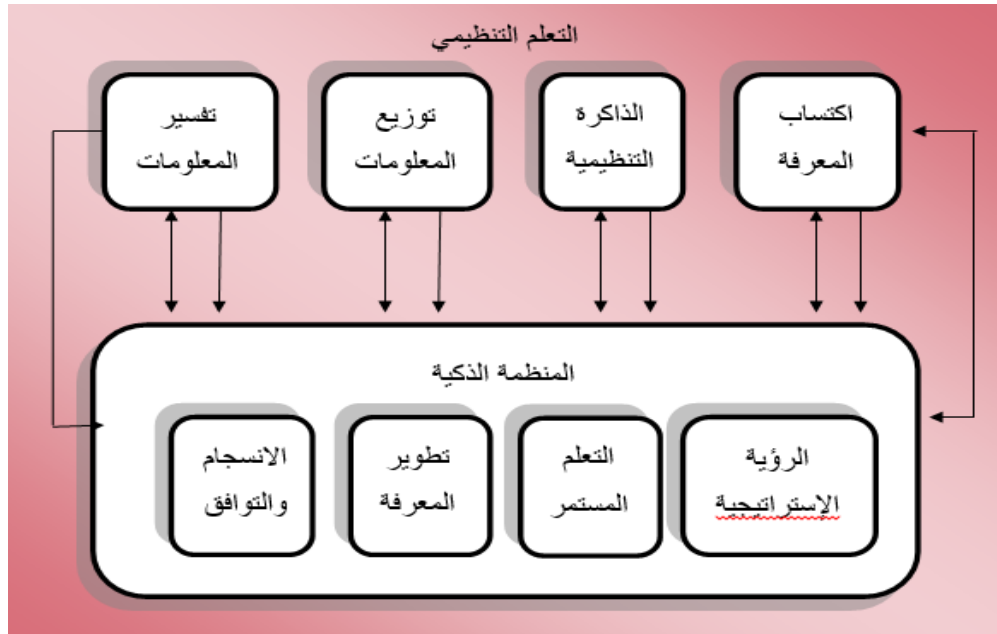 التعلم التنظيمي
اكتساب
المعرفة
الذاكرة
التنظيمية
توزيع
المعلومات
تفسير
المعلومات
المنظمة الذكية
الرؤية
الإستراتيجية
التعلم
المستمر
تطوير
المعرفة
الانسجام
والتوافق